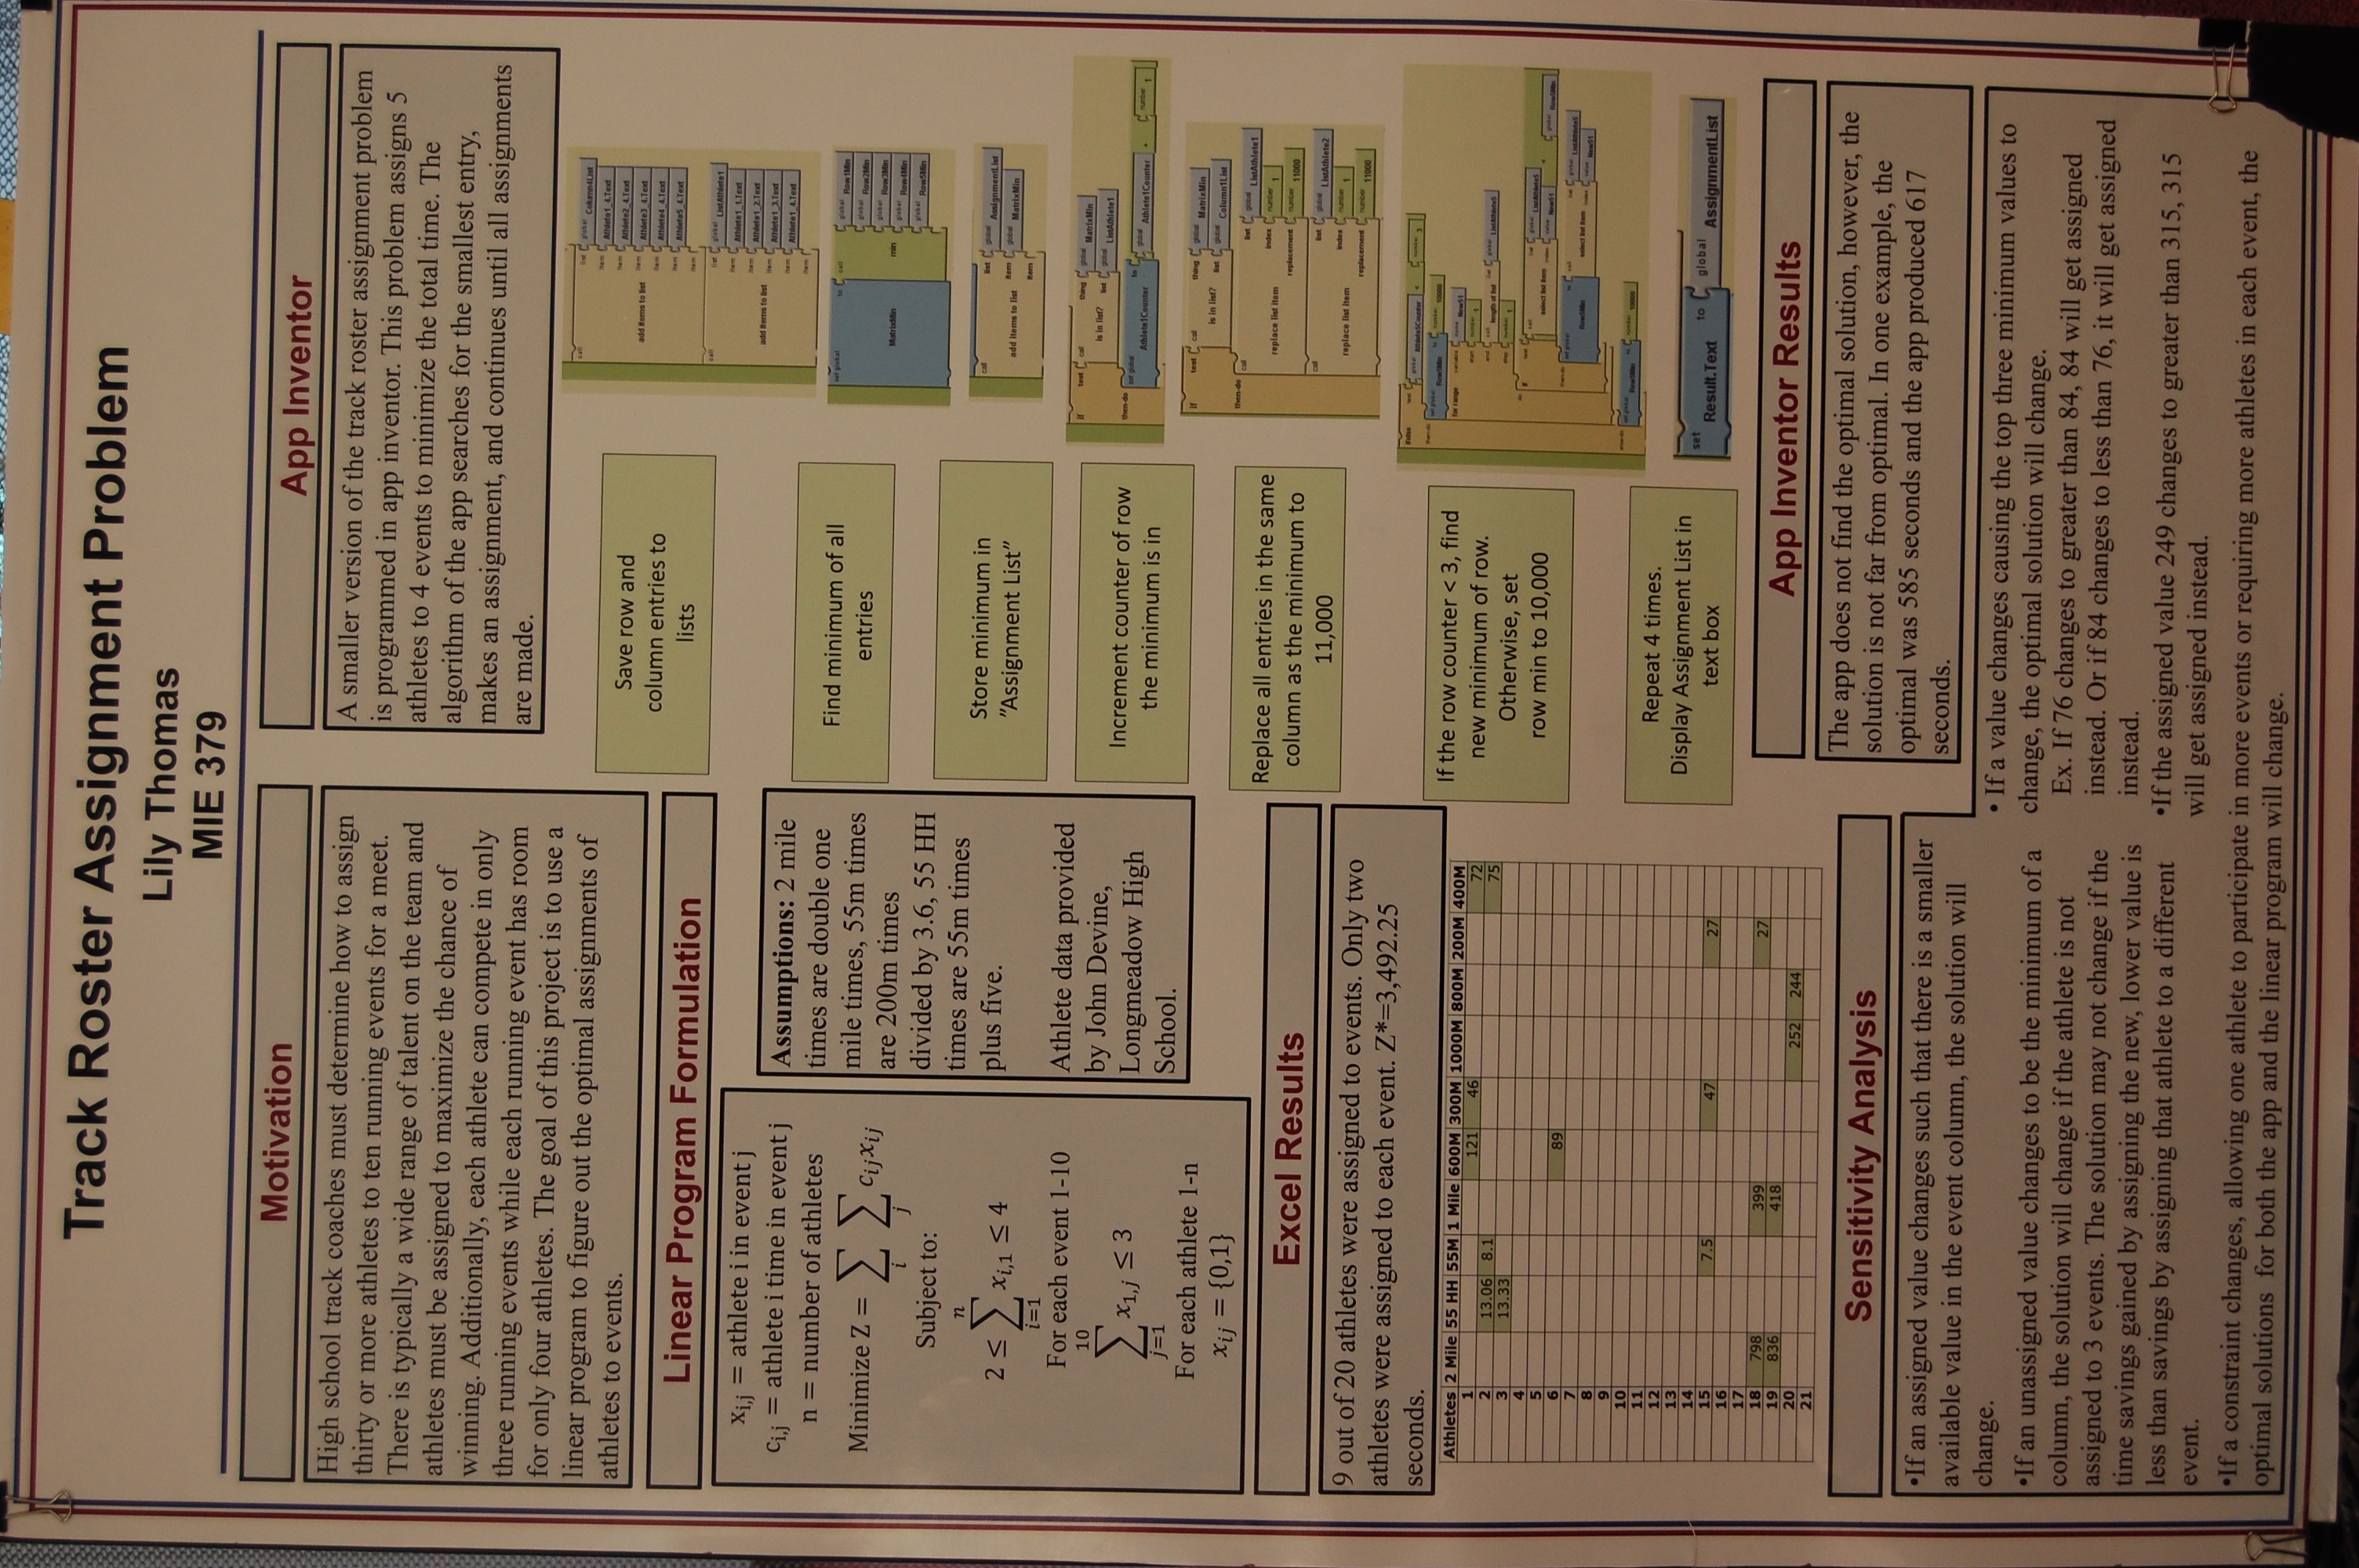 Track Roster Assignment Problem
Lily Thomas
MIE 379
Motivation
High school track coaches must determine how to assign
thirty or more athletes to ten running events for a meet.
There is typically a wide range of talent on the team and
athletes must be assigned to maximize the chance of
winning. Additionally, each athlete can compete in only
three running events while each running event has room
for only four athletes. The goal of this project is to use a
linear program to figure out the optimal assignments of
athletes to events.
Linear Program Formulation
x_{i,j} = athlete i in event j
c_{i,j} = athlete i time in event j
n = number of athletes
Minimize Z = ∑_i ∑_j c_{ij}x_{ij}
Subject to:
2 ≤ ∑_{i=1}^{n} x_{i,1} ≤ 4
For each event 1-10
∑_{j=1}^{10} x_{1,j} ≤ 3
For each athlete 1-n
x_{ij} = {0,1}
Assumptions: 2 mile
times are double one
mile times, 55m times
are 200m times
divided by 3.6, 55 HH
times are 55m times
plus five.
Athlete data provided
by John Devine,
Longmeadow High
School.
Excel Results
9 out of 20 athletes were assigned to events. Only two
athletes were assigned to each event. Z*=3,492.25
seconds.
Athletes 2 Mile 55 HH 55M 1 Mile 600M 300M 1000M 800M 200M 400M
1 121 46 72
2 13.06 8.1 75
3 13.33
4
5
6 89
7
8
9
10
11
12
13
14
15 7.5 47 27
16
17
18 798 399 27
19 836 418
20 252 244
21
Sensitivity Analysis
•If an assigned value changes such that there is a smaller
available value in the event column, the solution will
change.
•If an unassigned value changes to be the minimum of a
column, the solution will change if the athlete is not
assigned to 3 events. The solution may not change if the
time savings gained by assigning the new, lower value is
less than savings by assigning that athlete to a different
event.
•If a constraint changes, allowing one athlete to participate in more events or requiring more athletes in each event, the
optimal solutions for both the app and the linear program will change.
App Inventor
A smaller version of the track roster assignment problem
is programmed in app inventor. This problem assigns 5
athletes to 4 events to minimize the total time. The
algorithm of the app searches for the smallest entry,
makes an assignment, and continues until all assignments
are made.
Save row and
column entries to
lists
call
add items to list
list global Column4List
item Athlete1_4.Text
item Athlete2_4.Text
item Athlete3_4.Text
item Athlete4_4.Text
item Athlete5_4.Text
item
call
add items to list
list global ListAthlete1
item Athlete1_1.Text
item Athlete1_2.Text
item Athlete1_3.Text
item Athlete1_4.Text
item
Find minimum of all
entries
set global
MatrixMin
to call
min
global Row1Min
global Row2Min
global Row3Min
global Row4Min
global Row5Min
Store minimum in
”Assignment List”
call
add items to list
list global AssignmentList
item global MatrixMin
item
Increment counter of row
the minimum is in
if test call
is in list?
thing global MatrixMin
list global ListAthlete1
then-do set global Athlete1Counter to global Athlete1Counter + number 1
Replace all entries in the same
column as the minimum to
11,000
if test call
is in list?
thing global MatrixMin
list global Column1List
then-do call
replace list item
list global ListAthlete1
index number 1
replacement number 11000
call
replace list item
list global ListAthlete2
index number 1
replacement number 11000
If the row counter < 3, find
new minimum of row.
Otherwise, set
row min to 10,000
ifelse test global Athlete5Counter < number 3
then-do set global Row5Min to number 10000
for range variable name New51
start number 1
end call length of list list global ListAthlete5
step number 1
do if test call
select list item
list global ListAthlete5
index value New51
< global Row5Min
then-do set global Row5Min to call
select list item
list global ListAthlete5
index value New51
else-do set global Row5Min to number 10000
Repeat 4 times.
Display Assignment List in
text box
set Result.Text to global AssignmentList
App Inventor Results
The app does not find the optimal solution, however, the
solution is not far from optimal. In one example, the
optimal was 585 seconds and the app produced 617
seconds.
• If a value changes causing the top three minimum values to
change, the optimal solution will change.
Ex. If 76 changes to greater than 84, 84 will get assigned
instead. Or if 84 changes to less than 76, it will get assigned
instead.
•If the assigned value 249 changes to greater than 315, 315
will get assigned instead.